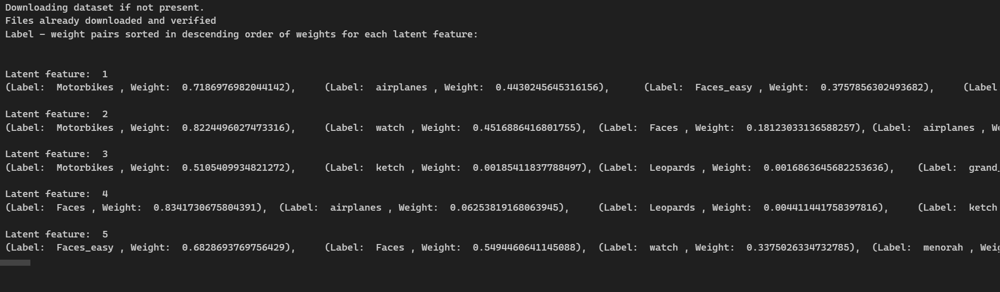 Downloading dataset if not present.
Files already downloaded and verified
Label - weight pairs sorted in descending order of weights for each latent feature:
Latent feature:  1
(Label:  Motorbikes , Weight:  0.7186976982044142),     (Label:  airplanes , Weight:  0.4430245645316156),      (Label:  Faces_easy , Weight:  0.3757856302493682),     (Label
Latent feature:  2
(Label:  Motorbikes , Weight:  0.8224496027473316),     (Label:  watch , Weight:  0.4516886416801755),  (Label:  Faces , Weight:  0.18123033136588257), (Label:  airplanes , We
Latent feature:  3
(Label:  Motorbikes , Weight:  0.5105409934821272),     (Label:  ketch , Weight:  0.00185411837788497), (Label:  Leopards , Weight:  0.0016863645682253636),    (Label:  grand_
Latent feature:  4
(Label:  Faces , Weight:  0.8341730675804391),  (Label:  airplanes , Weight:  0.06253819168063945),     (Label:  Leopards , Weight:  0.004411441758397816),     (Label:  ketch
Latent feature:  5
(Label:  Faces_easy , Weight:  0.6828693769756429),     (Label:  Faces , Weight:  0.5494460641145088),  (Label:  watch , Weight:  0.3375026334732785),  (Label:  menorah , Weig